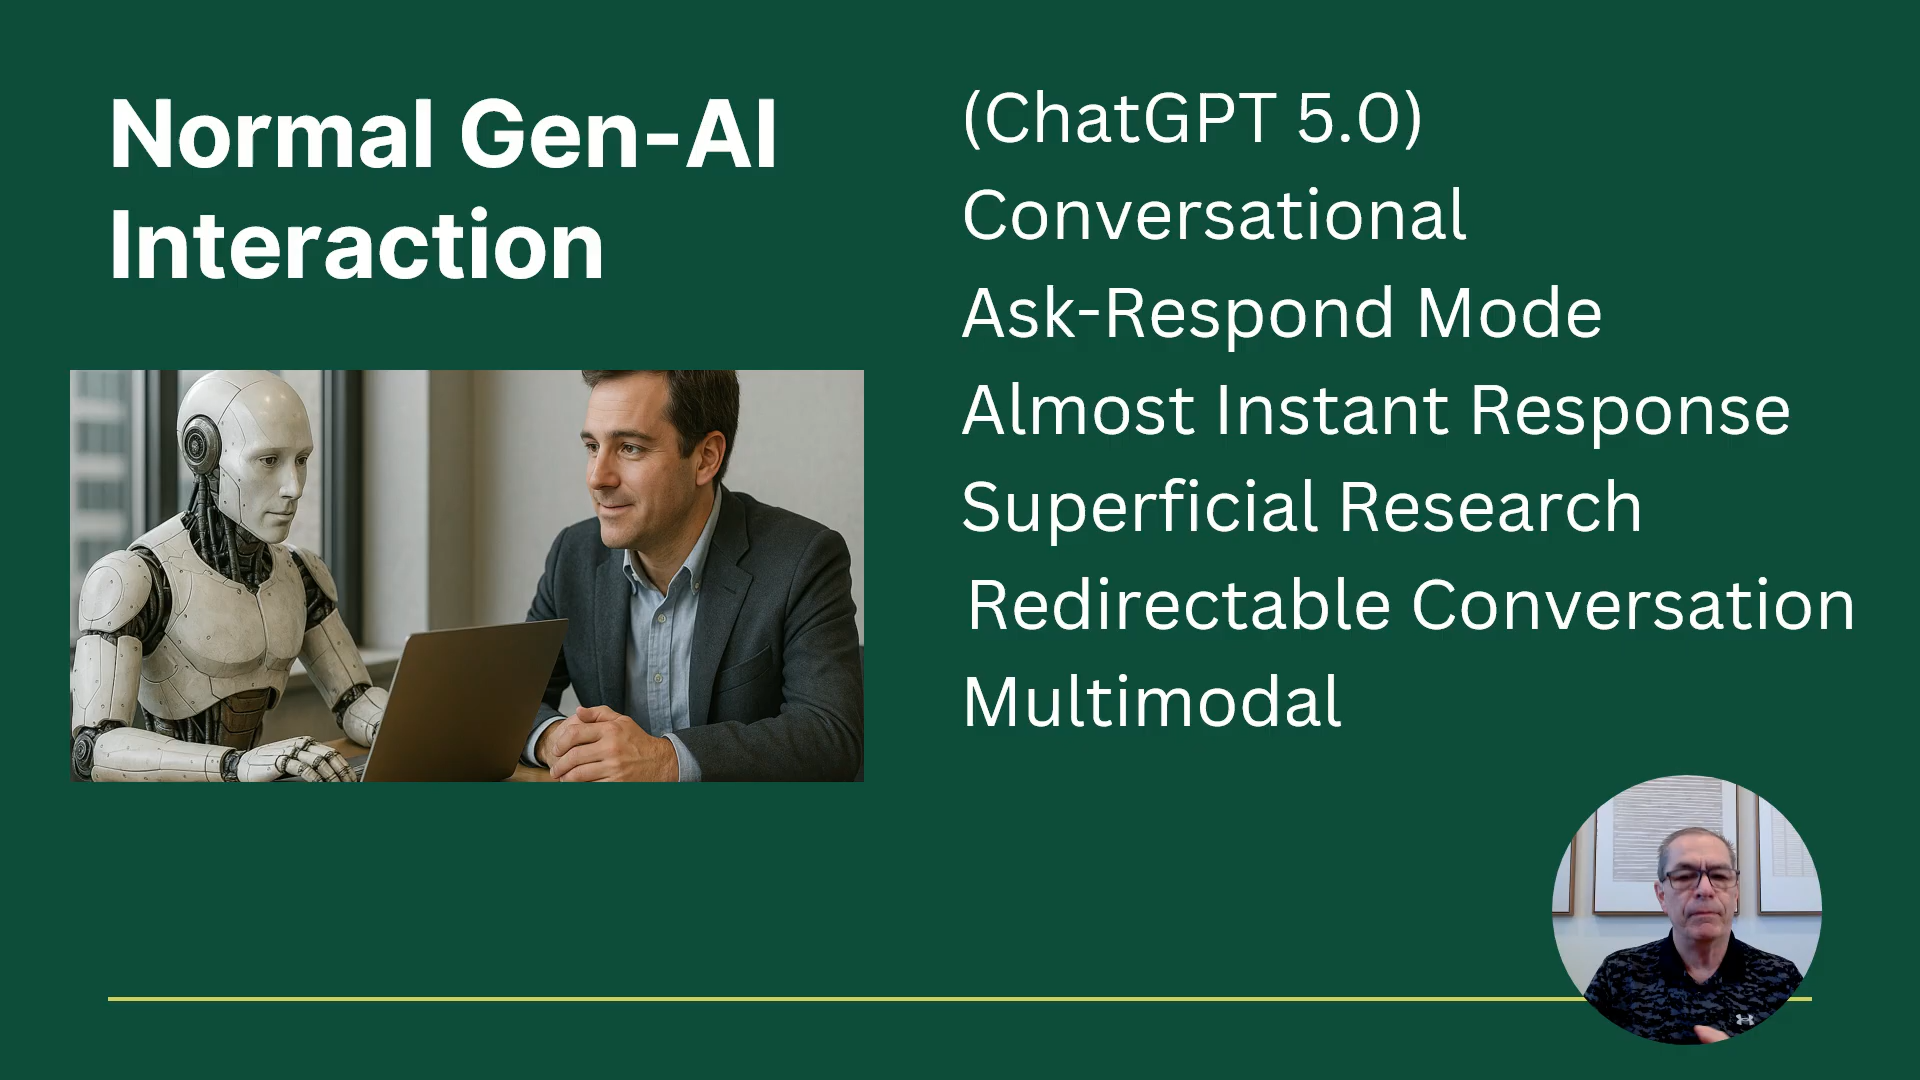 Normal Gen-AI
Interaction
(ChatGPT 5.0)
Conversational
Ask-Respond Mode
Almost Instant Response
Superficial Research
Redirectable Conversation
Multimodal